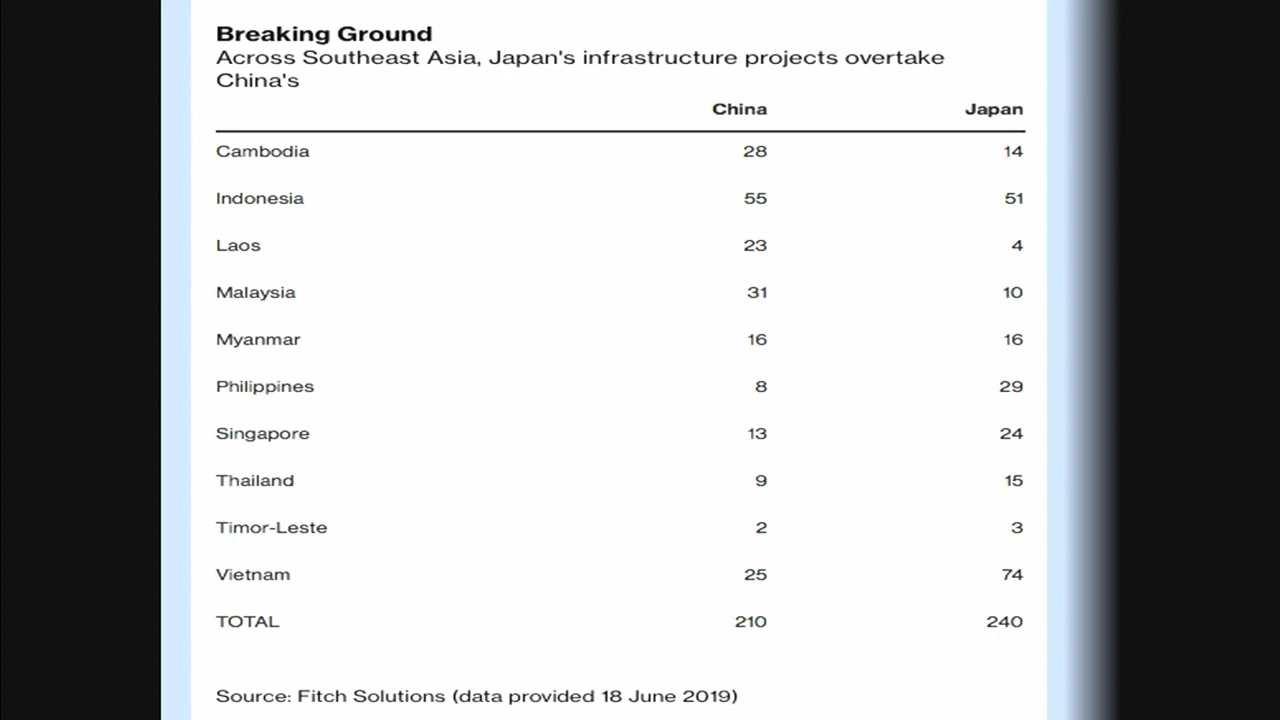 Breaking Ground
Across Southeast Asia, Japan's infrastructure projects overtake
China's
China Japan
Cambodia 28 14
Indonesia 55 51
Laos 23 4
Malaysia 31 10
Myanmar 16 16
Philippines 8 29
Singapore 13 24
Thailand 9 15
Timor-Leste 2 3
Vietnam 25 74
TOTAL 210 240
Source: Fitch Solutions (data provided 18 June 2019)